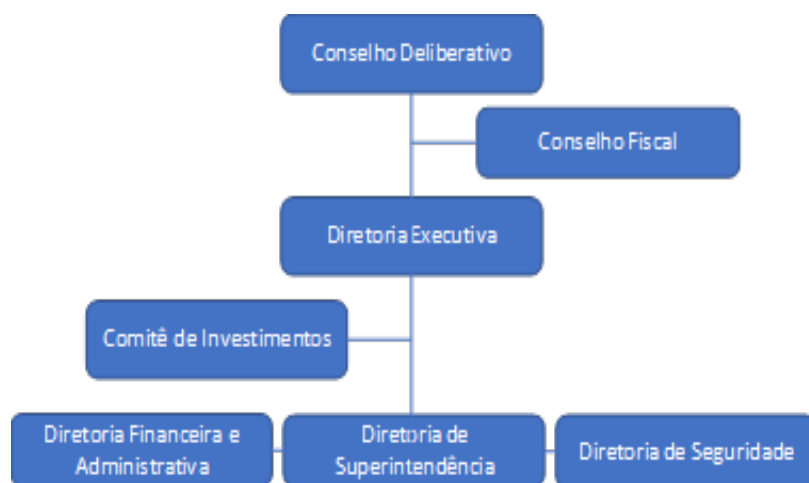 Conselho Deliberativo
Conselho Fiscal
Diretoria Executiva
Comitê de Investimentos
Diretoria Financeira e
Administrativa
Diretoria de
Superintendência
Diretoria de Seguridade